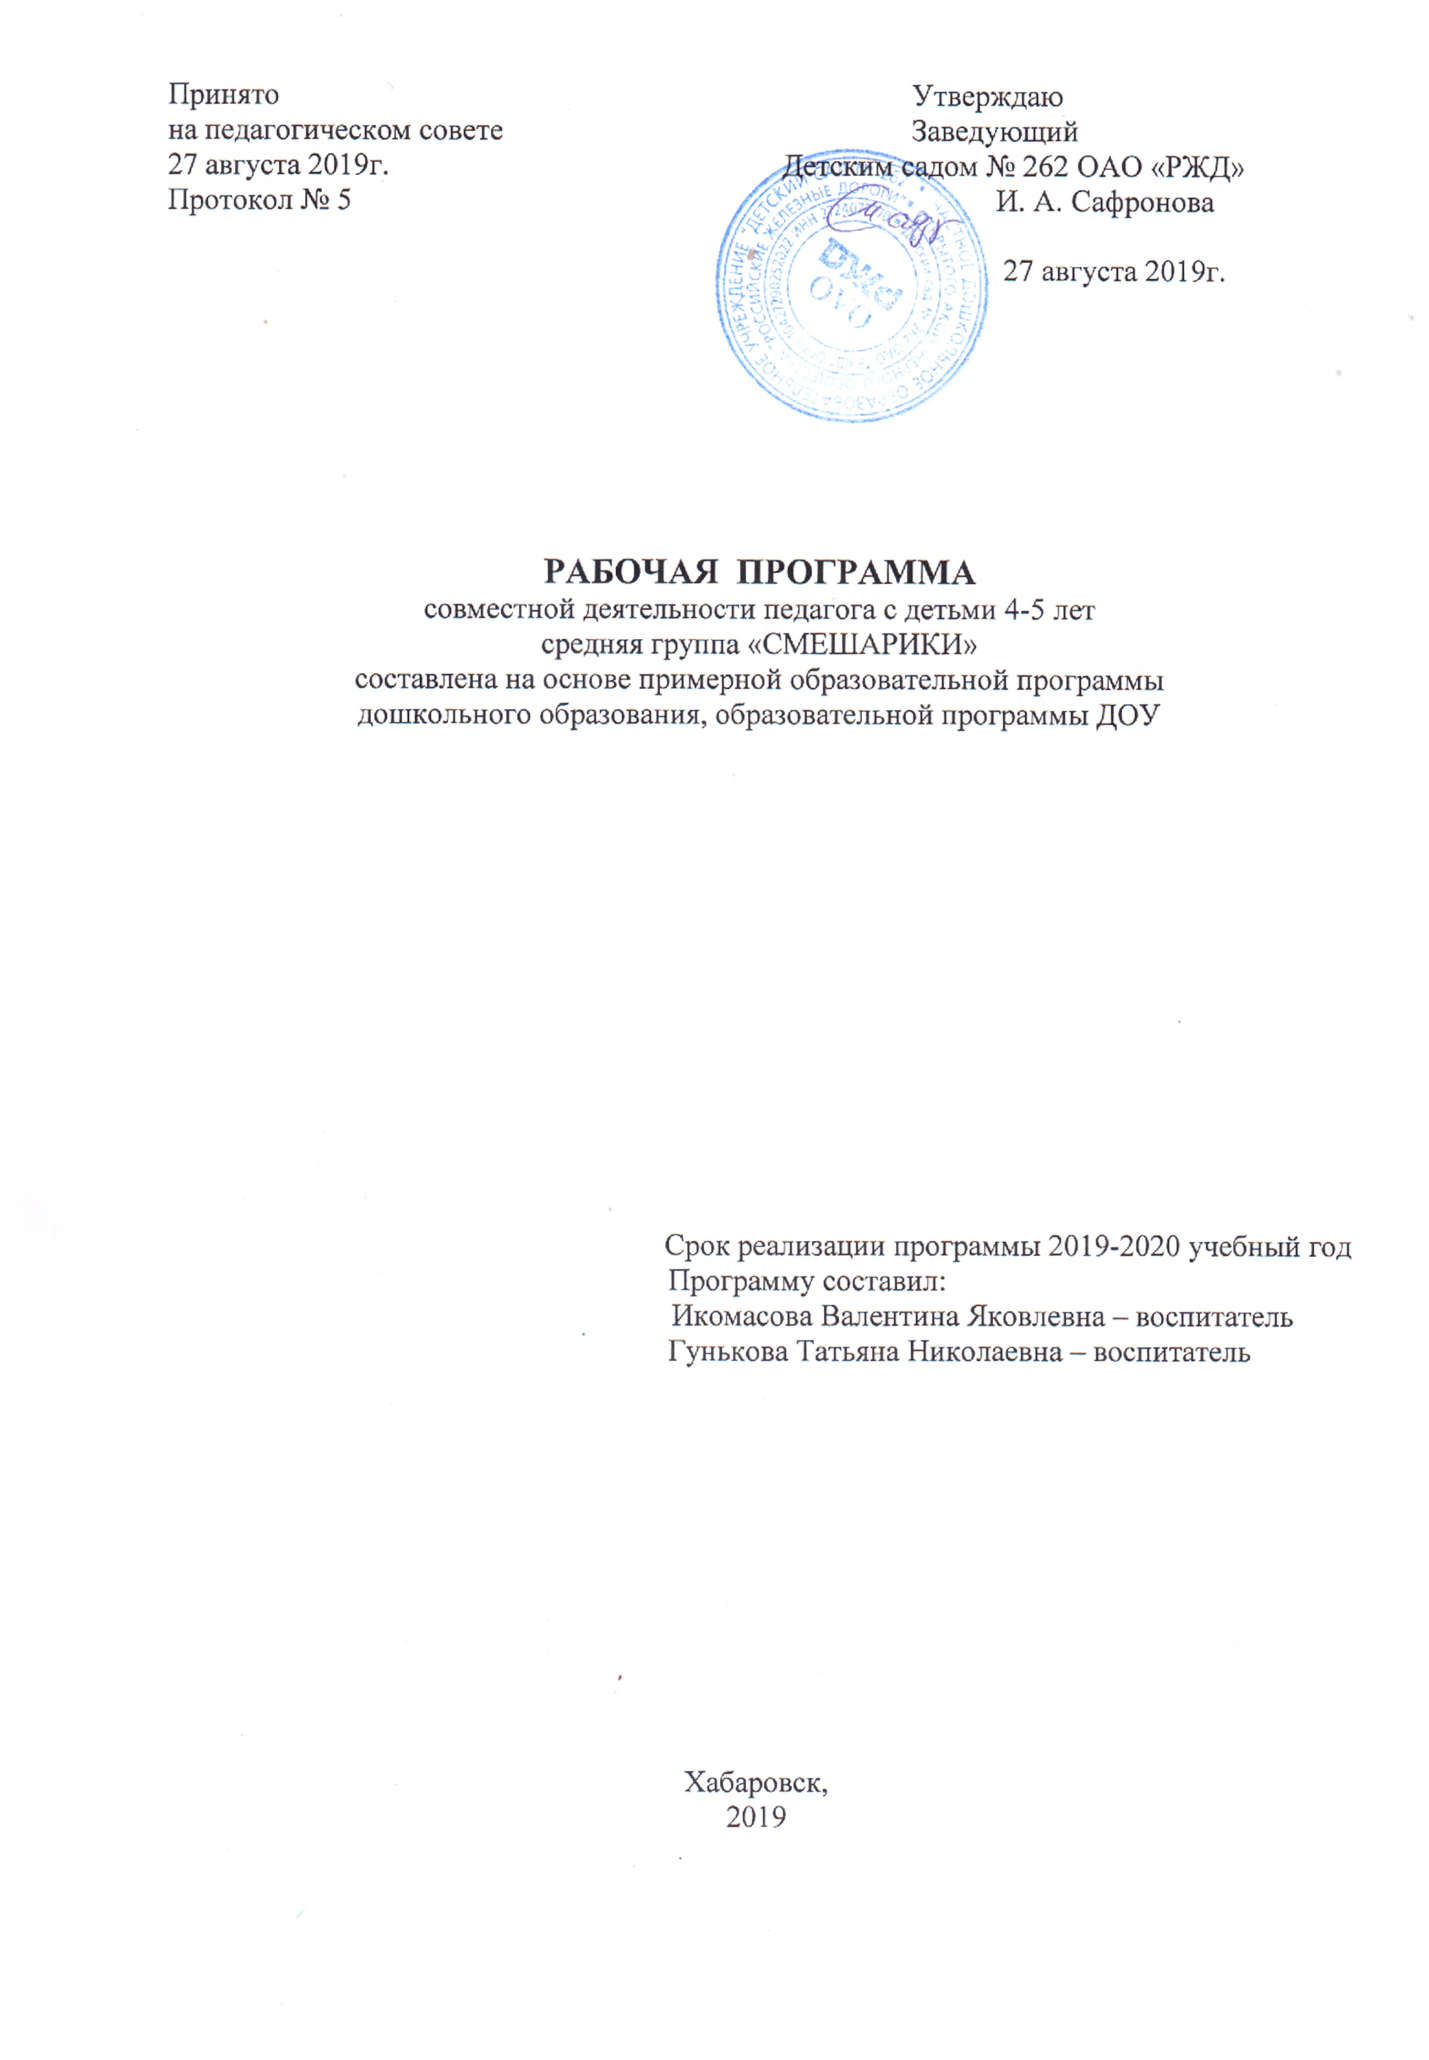 Принято
на педагогическом совете
27 августа 2019г.
Протокол № 5
Утверждаю
Заведующий
Детским садом № 262 ОАО «РЖД»
И. А. Сафронова
27 августа 2019г.
РАБОЧАЯ ПРОГРАММА
совместной деятельности педагога с детьми 4-5 лет
средняя группа «СМЕШАРИКИ»
составлена на основе примерной образовательной программы
дошкольного образования, образовательной программы ДОУ
Срок реализации программы 2019-2020 учебный год
Программу составил:
Икомасова Валентина Яковлевна – воспитатель
Гунькова Татьяна Николаевна – воспитатель
Хабаровск,
2019